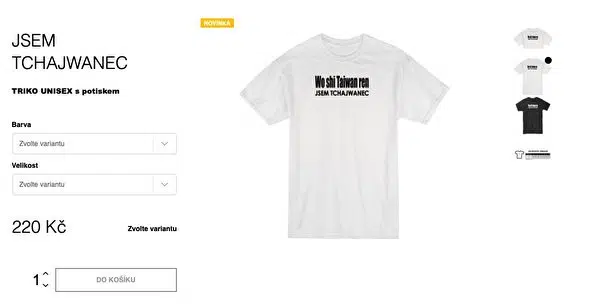 NOVINKA
JSEM
TCHAJWANEC
TRIKO UNISEX s potiskem
Barva
Zvolte variantu
Velikost
Zvolte variantu
220 Kč
Zvolte variantu
1
DO KOŠÍKU
Wo shi Taiwan ren
JSEM TCHAJWANEC